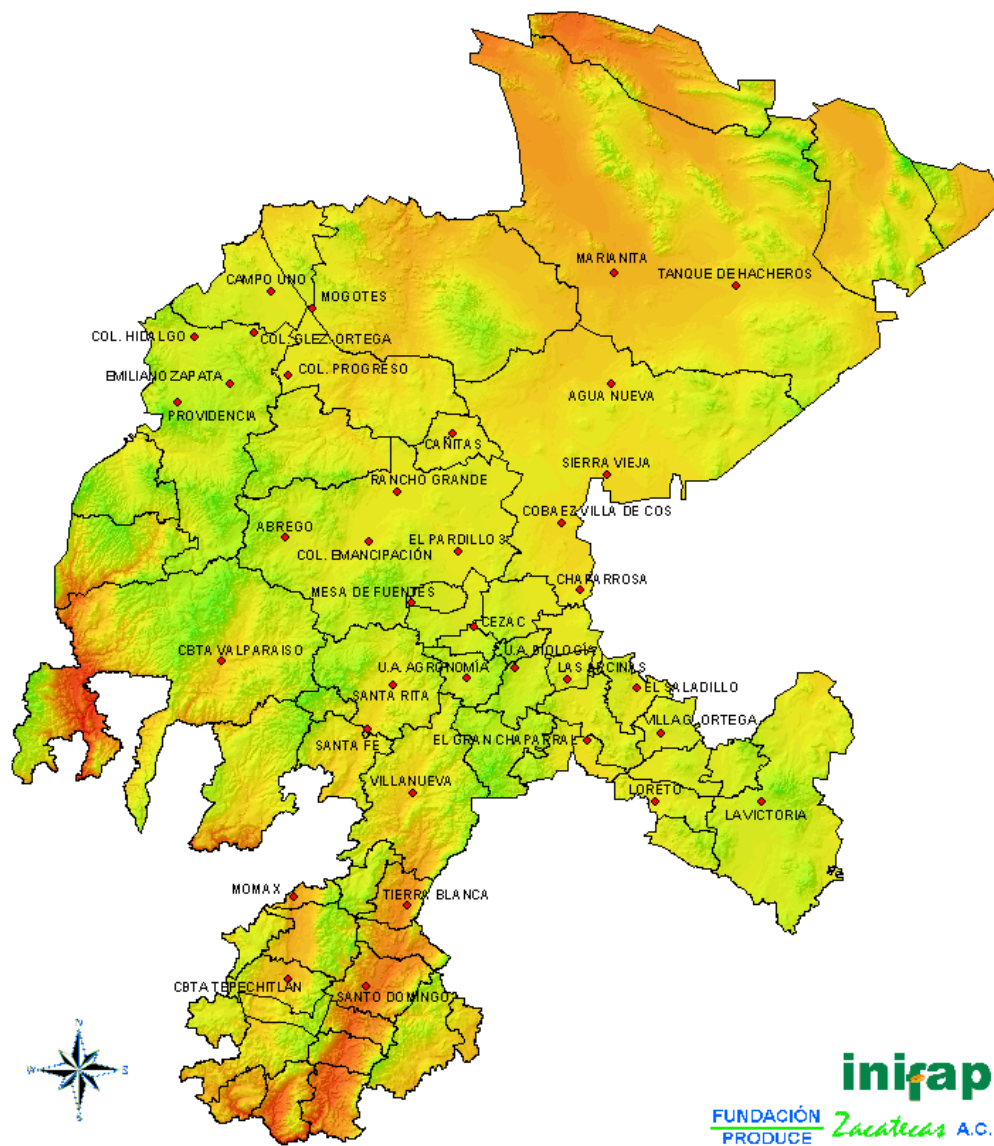 MARIANITA
TANQUE DE HACHEROS
CAMPO UNO
MOGOTES
COL. HIDALGO
COL. GLEZ. ORTEGA
EMILIANO ZAPATA
COL. PROGRESO
AGUA NUEVA
PROVIDENCIA
CAÑITAS
SIERRA VIEJA
RANCHO GRANDE
COBAEZ VILLA DE COS
ABREGO
EL PARDILLO 3
COL. EMANCIPACIÓN
CHAPARROSA
MESA DE FUENTES
CEZAC
CBTA VALPARAISO
U.A. BIOLOGÍA
U.A. AGRONOMÍA
LAS ARCINAS
SANTA RITA
EL SALADILLO
VILLA G. ORTEGA
SANTA FE
EL GRAN CHAPARRAL
VILLANUEVA
LORETO
LA VICTORIA
MOMAX
TIERRA BLANCA
CBTA TEPECHITLÁN
SANTO DOMINGO
N
W
S
inifap
FUNDACIÓN
PRODUCE Zacatecas A.C.